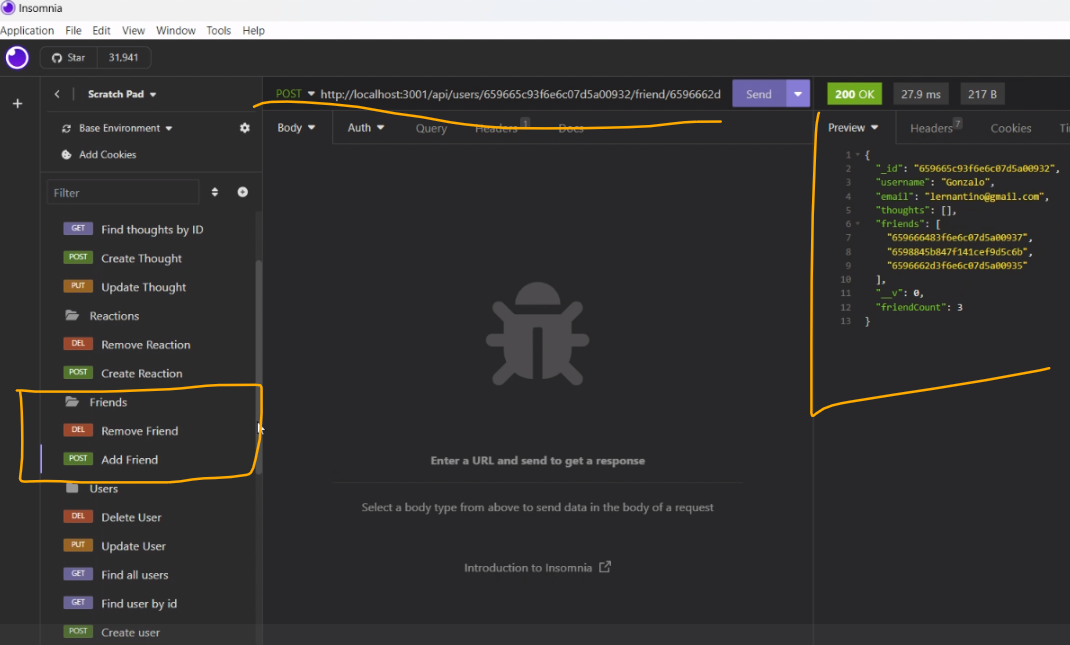 Insomnia
Application File Edit View Window Tools Help
Star 31,941
Scratch Pad
POST http://localhost:3001/api/users/659665c93f6e6c07d5a00932/friend/6596662d Send
200 OK 27.9 ms 217 B
Base Environment
Body Auth Query Headers 1 Docs
Preview Headers 7 Cookies
Add Cookies
Filter
GET Find thoughts by ID
POST Create Thought
PUT Update Thought
Reactions
DEL Remove Reaction
POST Create Reaction
Friends
DEL Remove Friend
POST Add Friend
Users
DEL Delete User
PUT Update User
GET Find all users
GET Find user by id
POST Create user
Enter a URL and send to get a response
Select a body type from above to send data in the body of a request
Introduction to Insomnia
1 {
2 "_id": "659665c93f6e6c07d5a00932",
3 "username": "Gonzalo",
4 "email": "lernantino@gmail.com",
5 "thoughts": [],
6 "friends": [
7 "659666483f6e6c07d5a00937",
8 "6598845b847f141cef9d5c6b",
9 "6596662d3f6e6c07d5a00935"
10 ],
11 "__v": 0,
12 "friendCount": 3
13 }